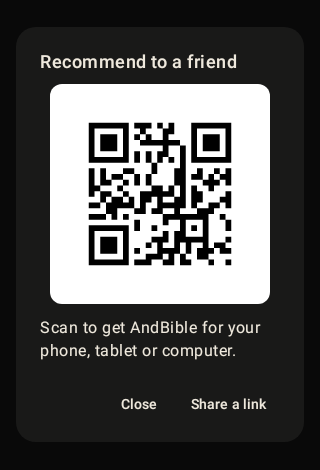 Recommend to a friend
Scan to get AndBible for your
phone, tablet or computer.
Close Share a link